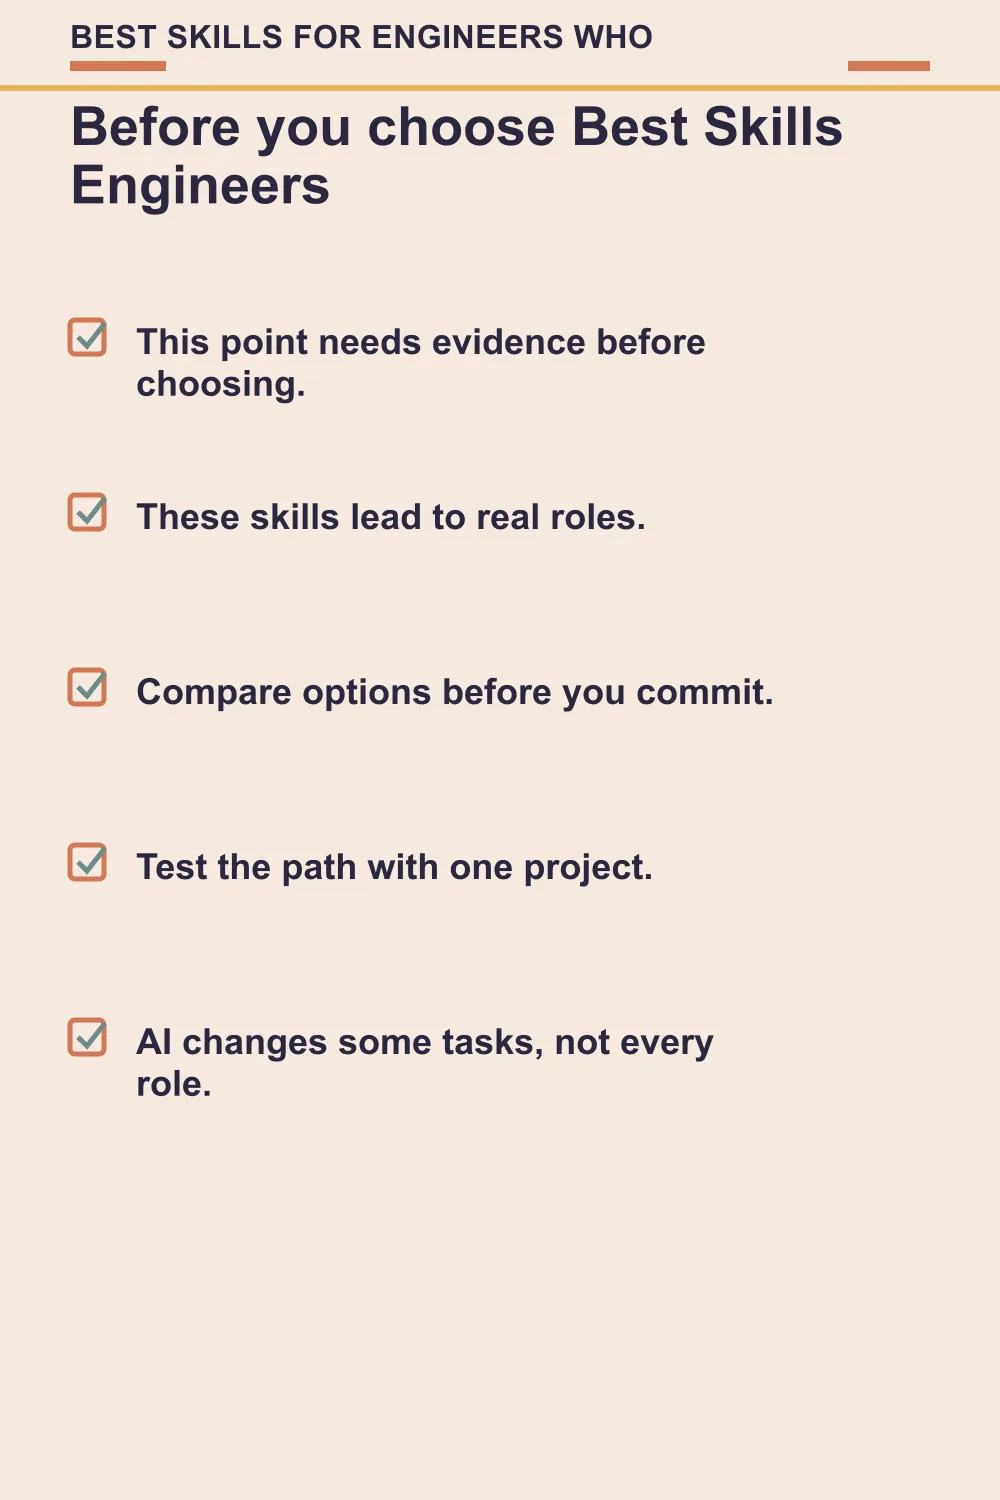 BEST SKILLS FOR ENGINEERS WHO
Before you choose Best Skills
Engineers
This point needs evidence before
choosing.
These skills lead to real roles.
Compare options before you commit.
Test the path with one project.
AI changes some tasks, not every
role.